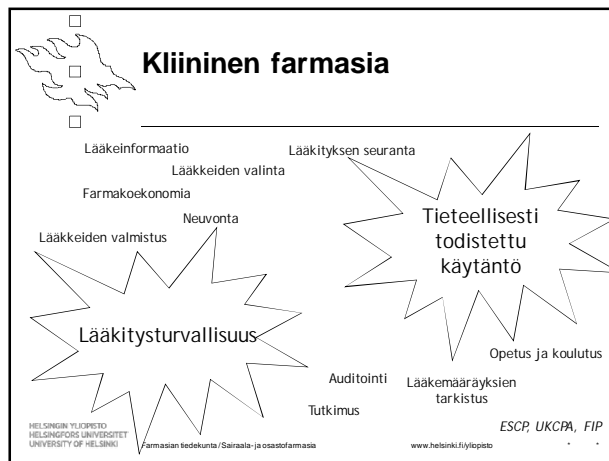 Kliininen farmasia
Lääkeinformaatio
Lääkityksen seuranta
Lääkkeiden valinta
Farmakoekonomia
Neuvonta
Lääkkeiden valmistus
Tieteellisesti
todistettu
käytäntö
Lääkitysturvallisuus
Opetus ja koulutus
Auditointi
Lääkemääräyksien
tarkistus
Tutkimus
ESCP, UKCPA, FIP
HELSINGIN YLIOPISTO
HELSINGFORS UNIVERSITET
UNIVERSITY OF HELSINKI
Farmasian tiedekunta / Sairaala- ja osastofarmasia
www.helsinki.fi/yliopisto